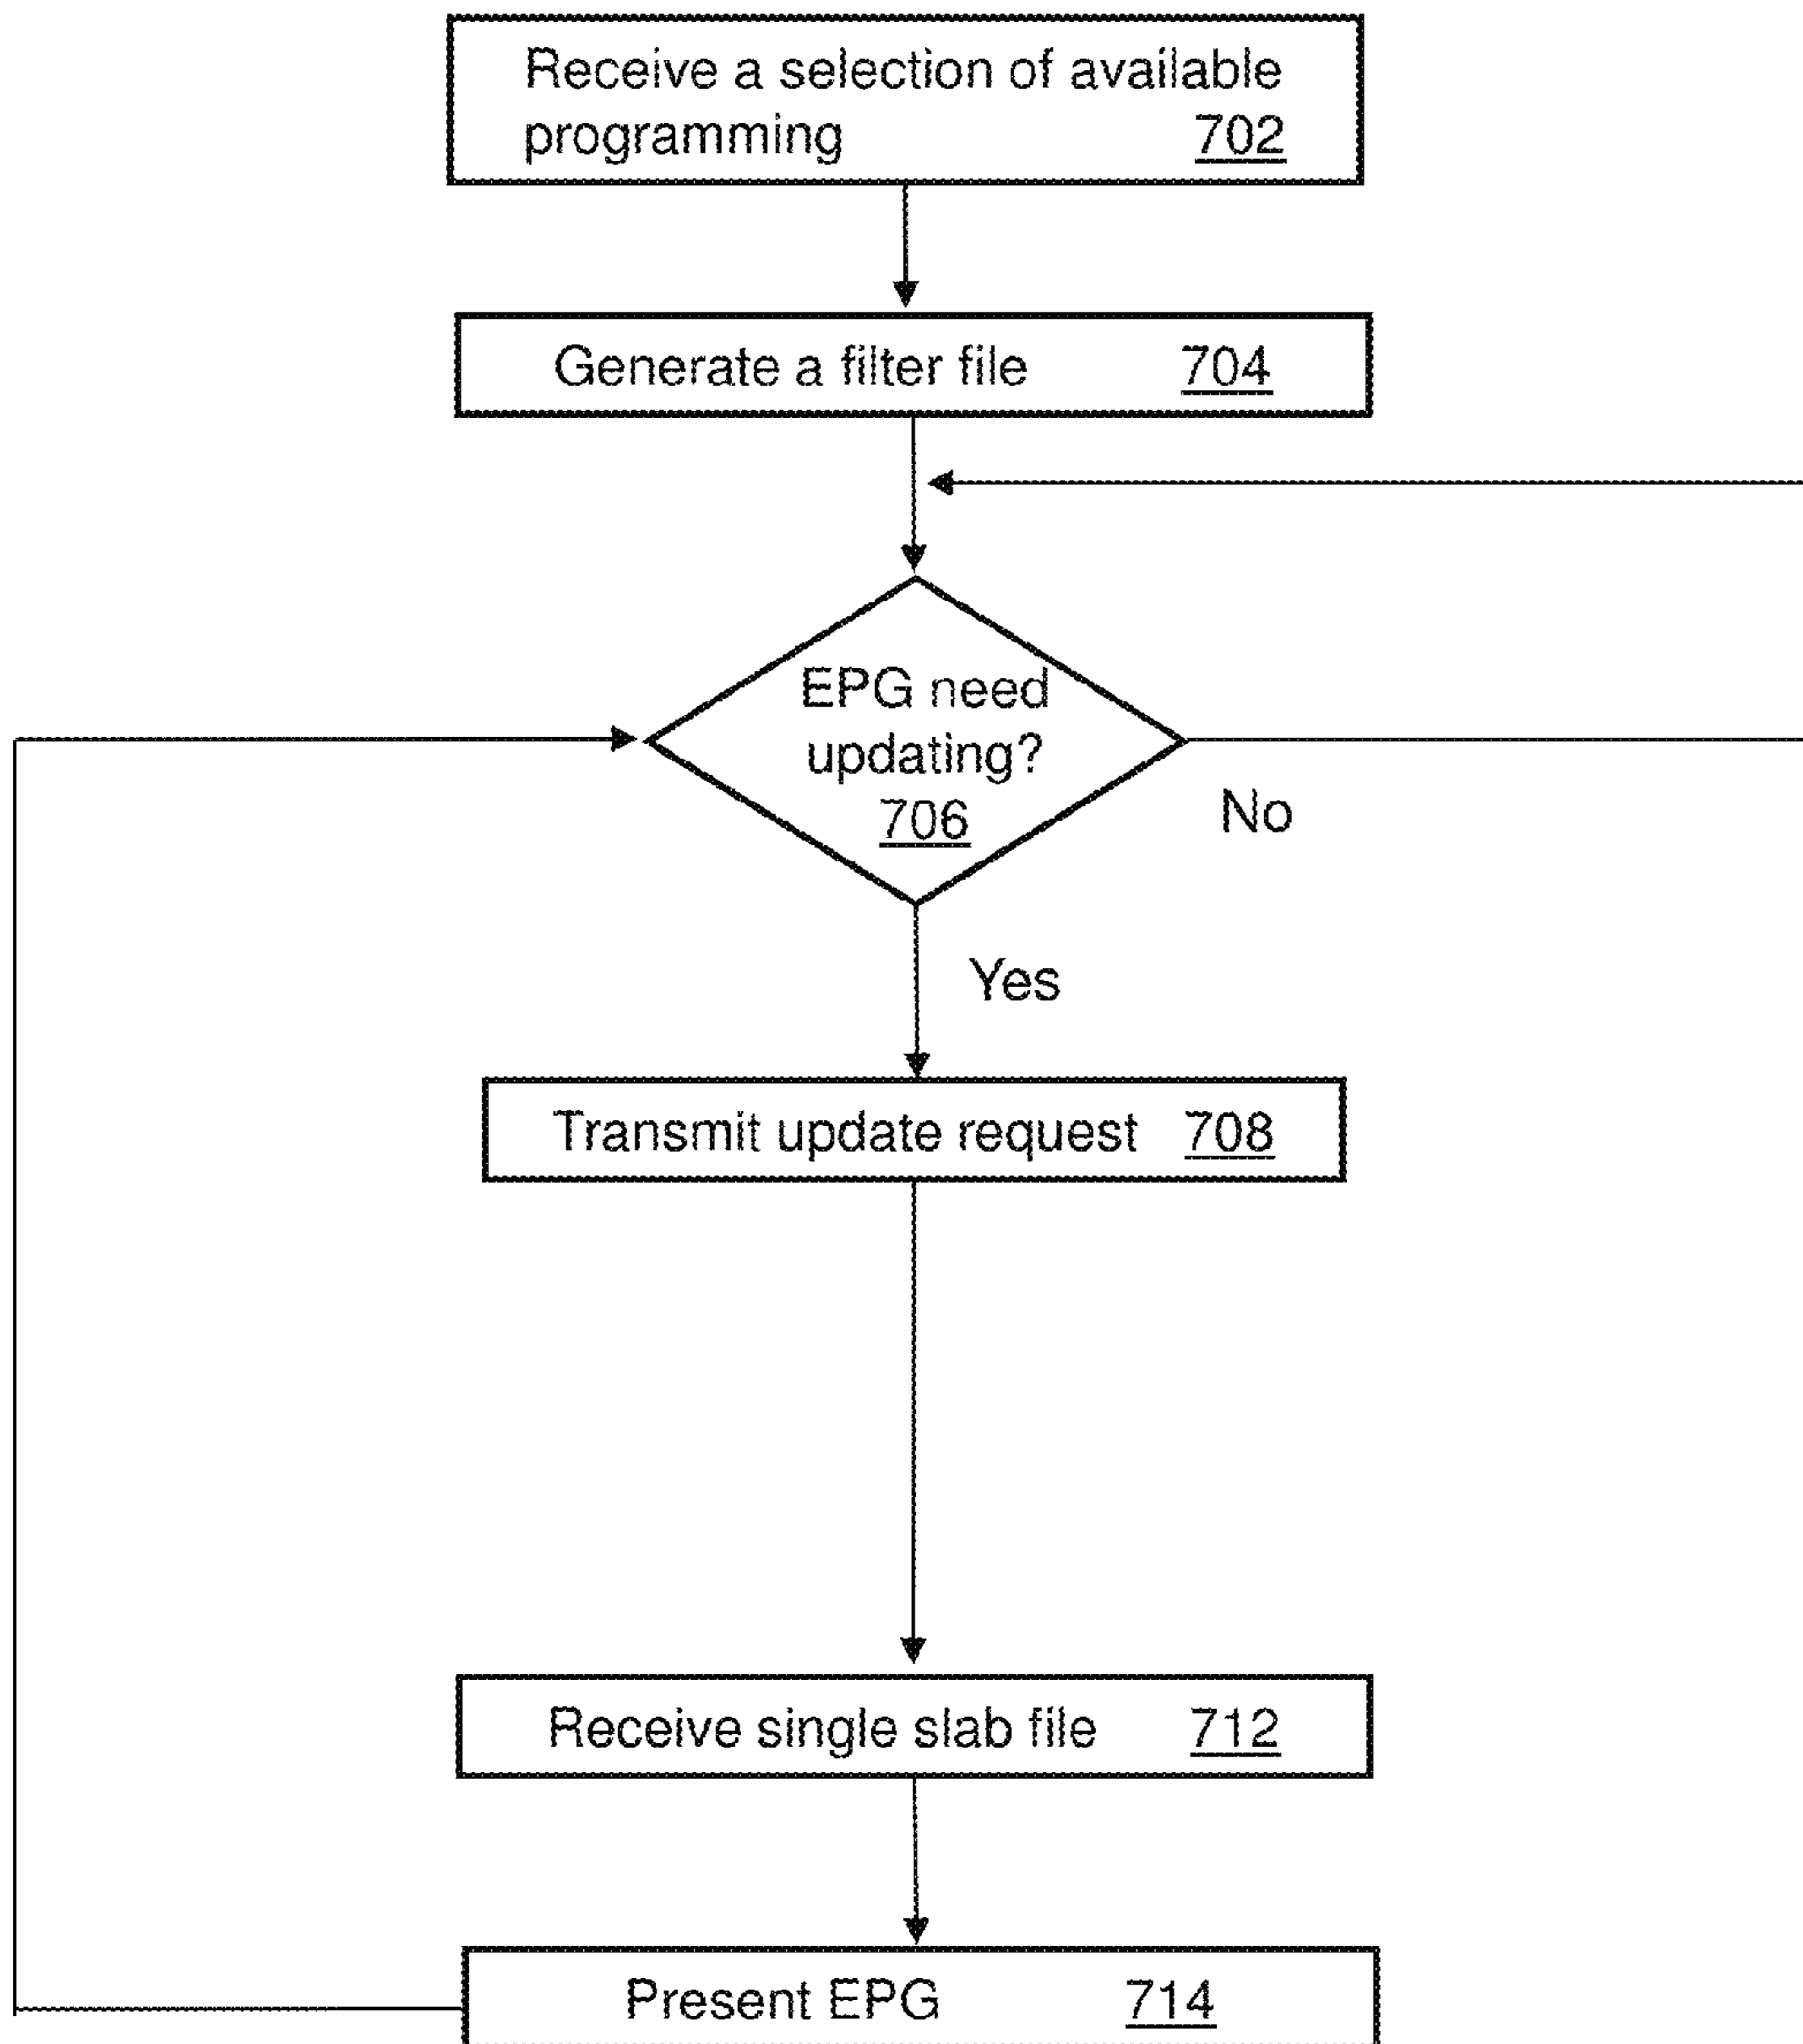 Receive a selection of available
programming 702
Generate a filter file 704
EPG need
updating?
706
No
Yes
Transmit update request 708
Receive single slab file 712
Present EPG 714